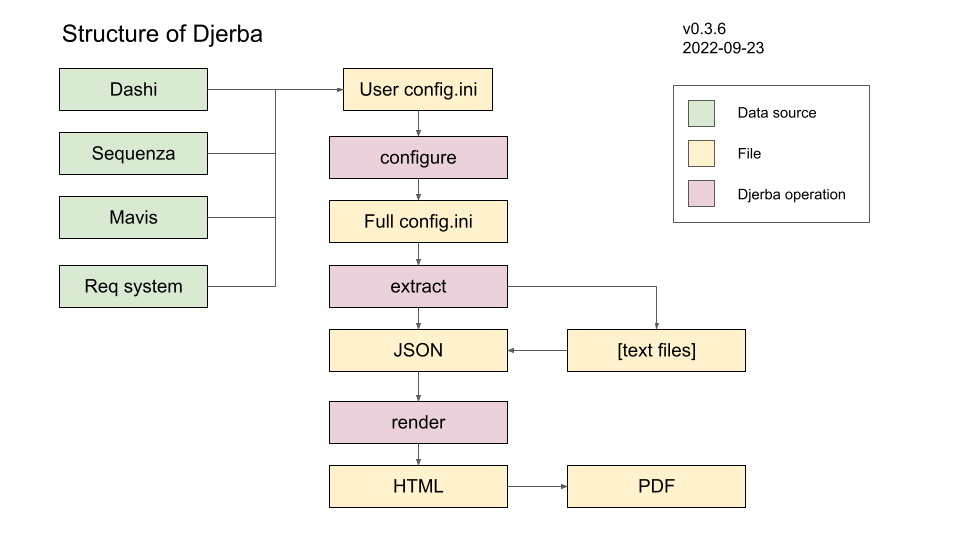 Structure of Djerba
v0.3.6
2022-09-23
Dashi
User config.ini
Data source
Sequenza
configure
File
Mavis
Full config.ini
Djerba operation
Req system
extract
JSON
[text files]
render
HTML
PDF